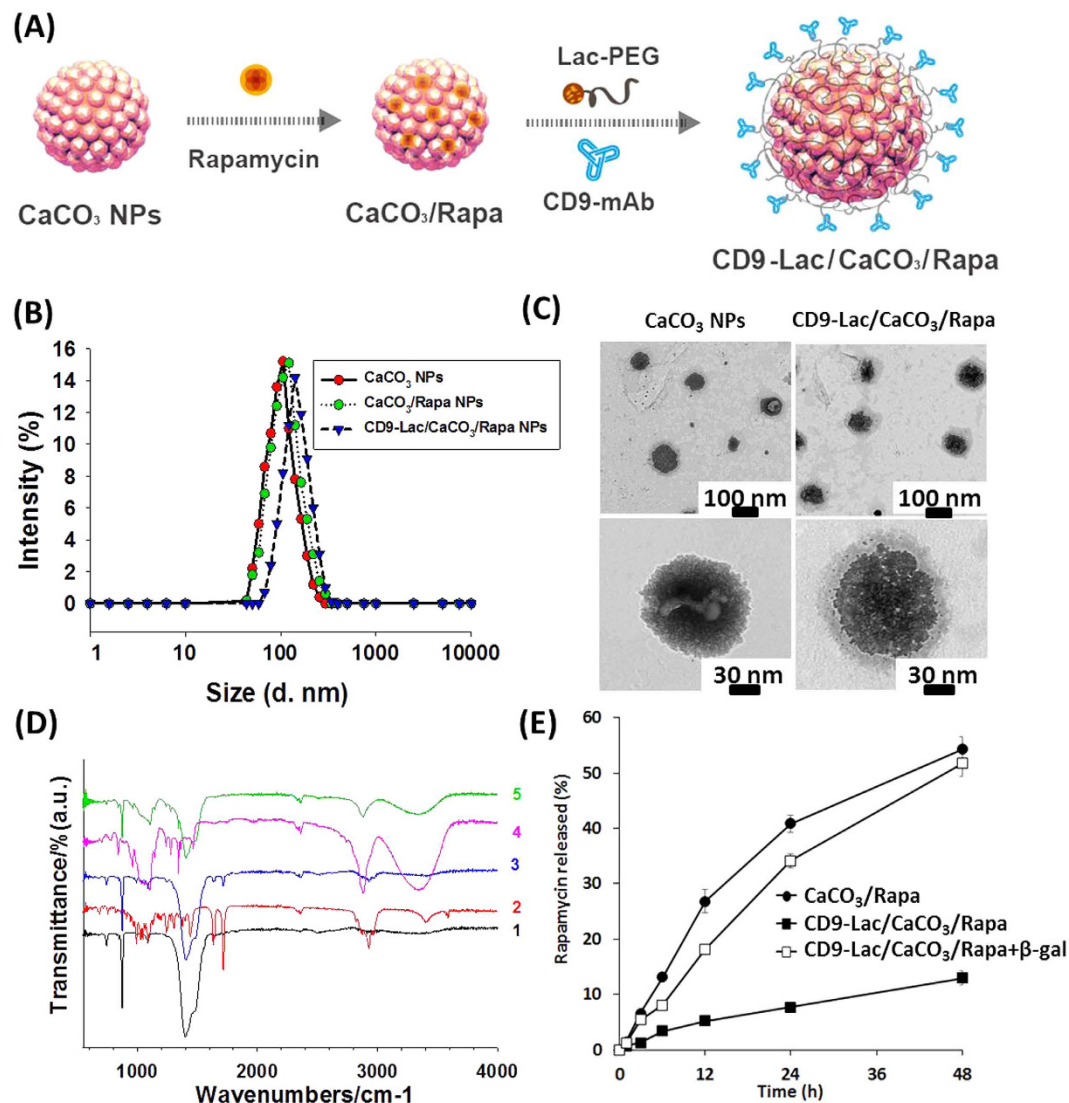 (A)
Lac-PEG
Rapamycin
CD9-mAb
CaCO₃ NPs
CaCO₃/Rapa
CD9-Lac/CaCO₃/Rapa
(B)
16
14
12
10
8
6
4
2
0
Intensity (%)
CaCO₃ NPs
CaCO₃/Rapa NPs
CD9-Lac/CaCO₃/Rapa NPs
1
10
100
1000
10000
Size (d. nm)
(C)
CaCO₃ NPs
CD9-Lac/CaCO₃/Rapa
100 nm
100 nm
30 nm
30 nm
(D)
Transmittance/% (a.u.)
5
4
3
2
1
1000
2000
3000
4000
Wavenumbers/cm-1
(E)
60
50
40
30
20
10
0
Rapamycin released (%)
CaCO₃/Rapa
CD9-Lac/CaCO₃/Rapa
CD9-Lac/CaCO₃/Rapa+β-gal
0
12
24
36
48
Time (h)